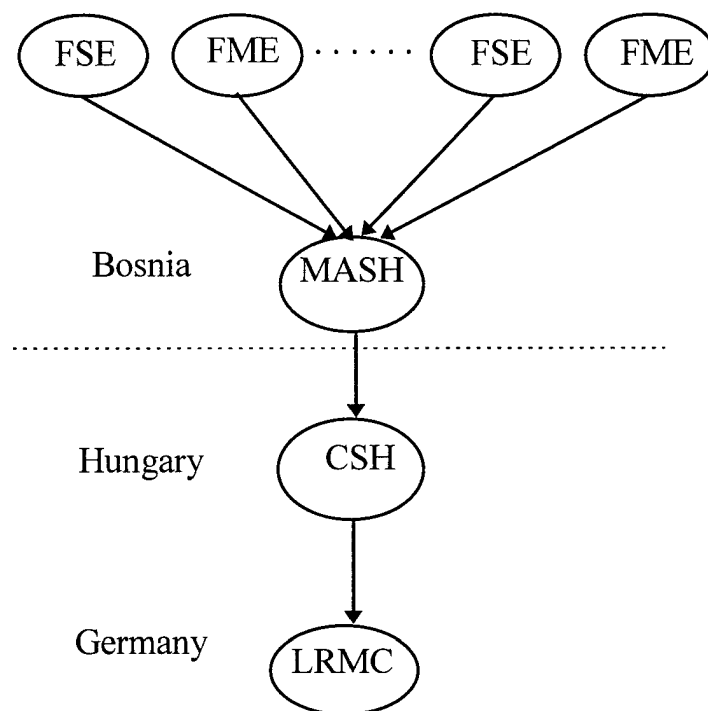 FSE FME . . . . . . FSE FME
Bosnia MASH
Hungary CSH
Germany LRMC